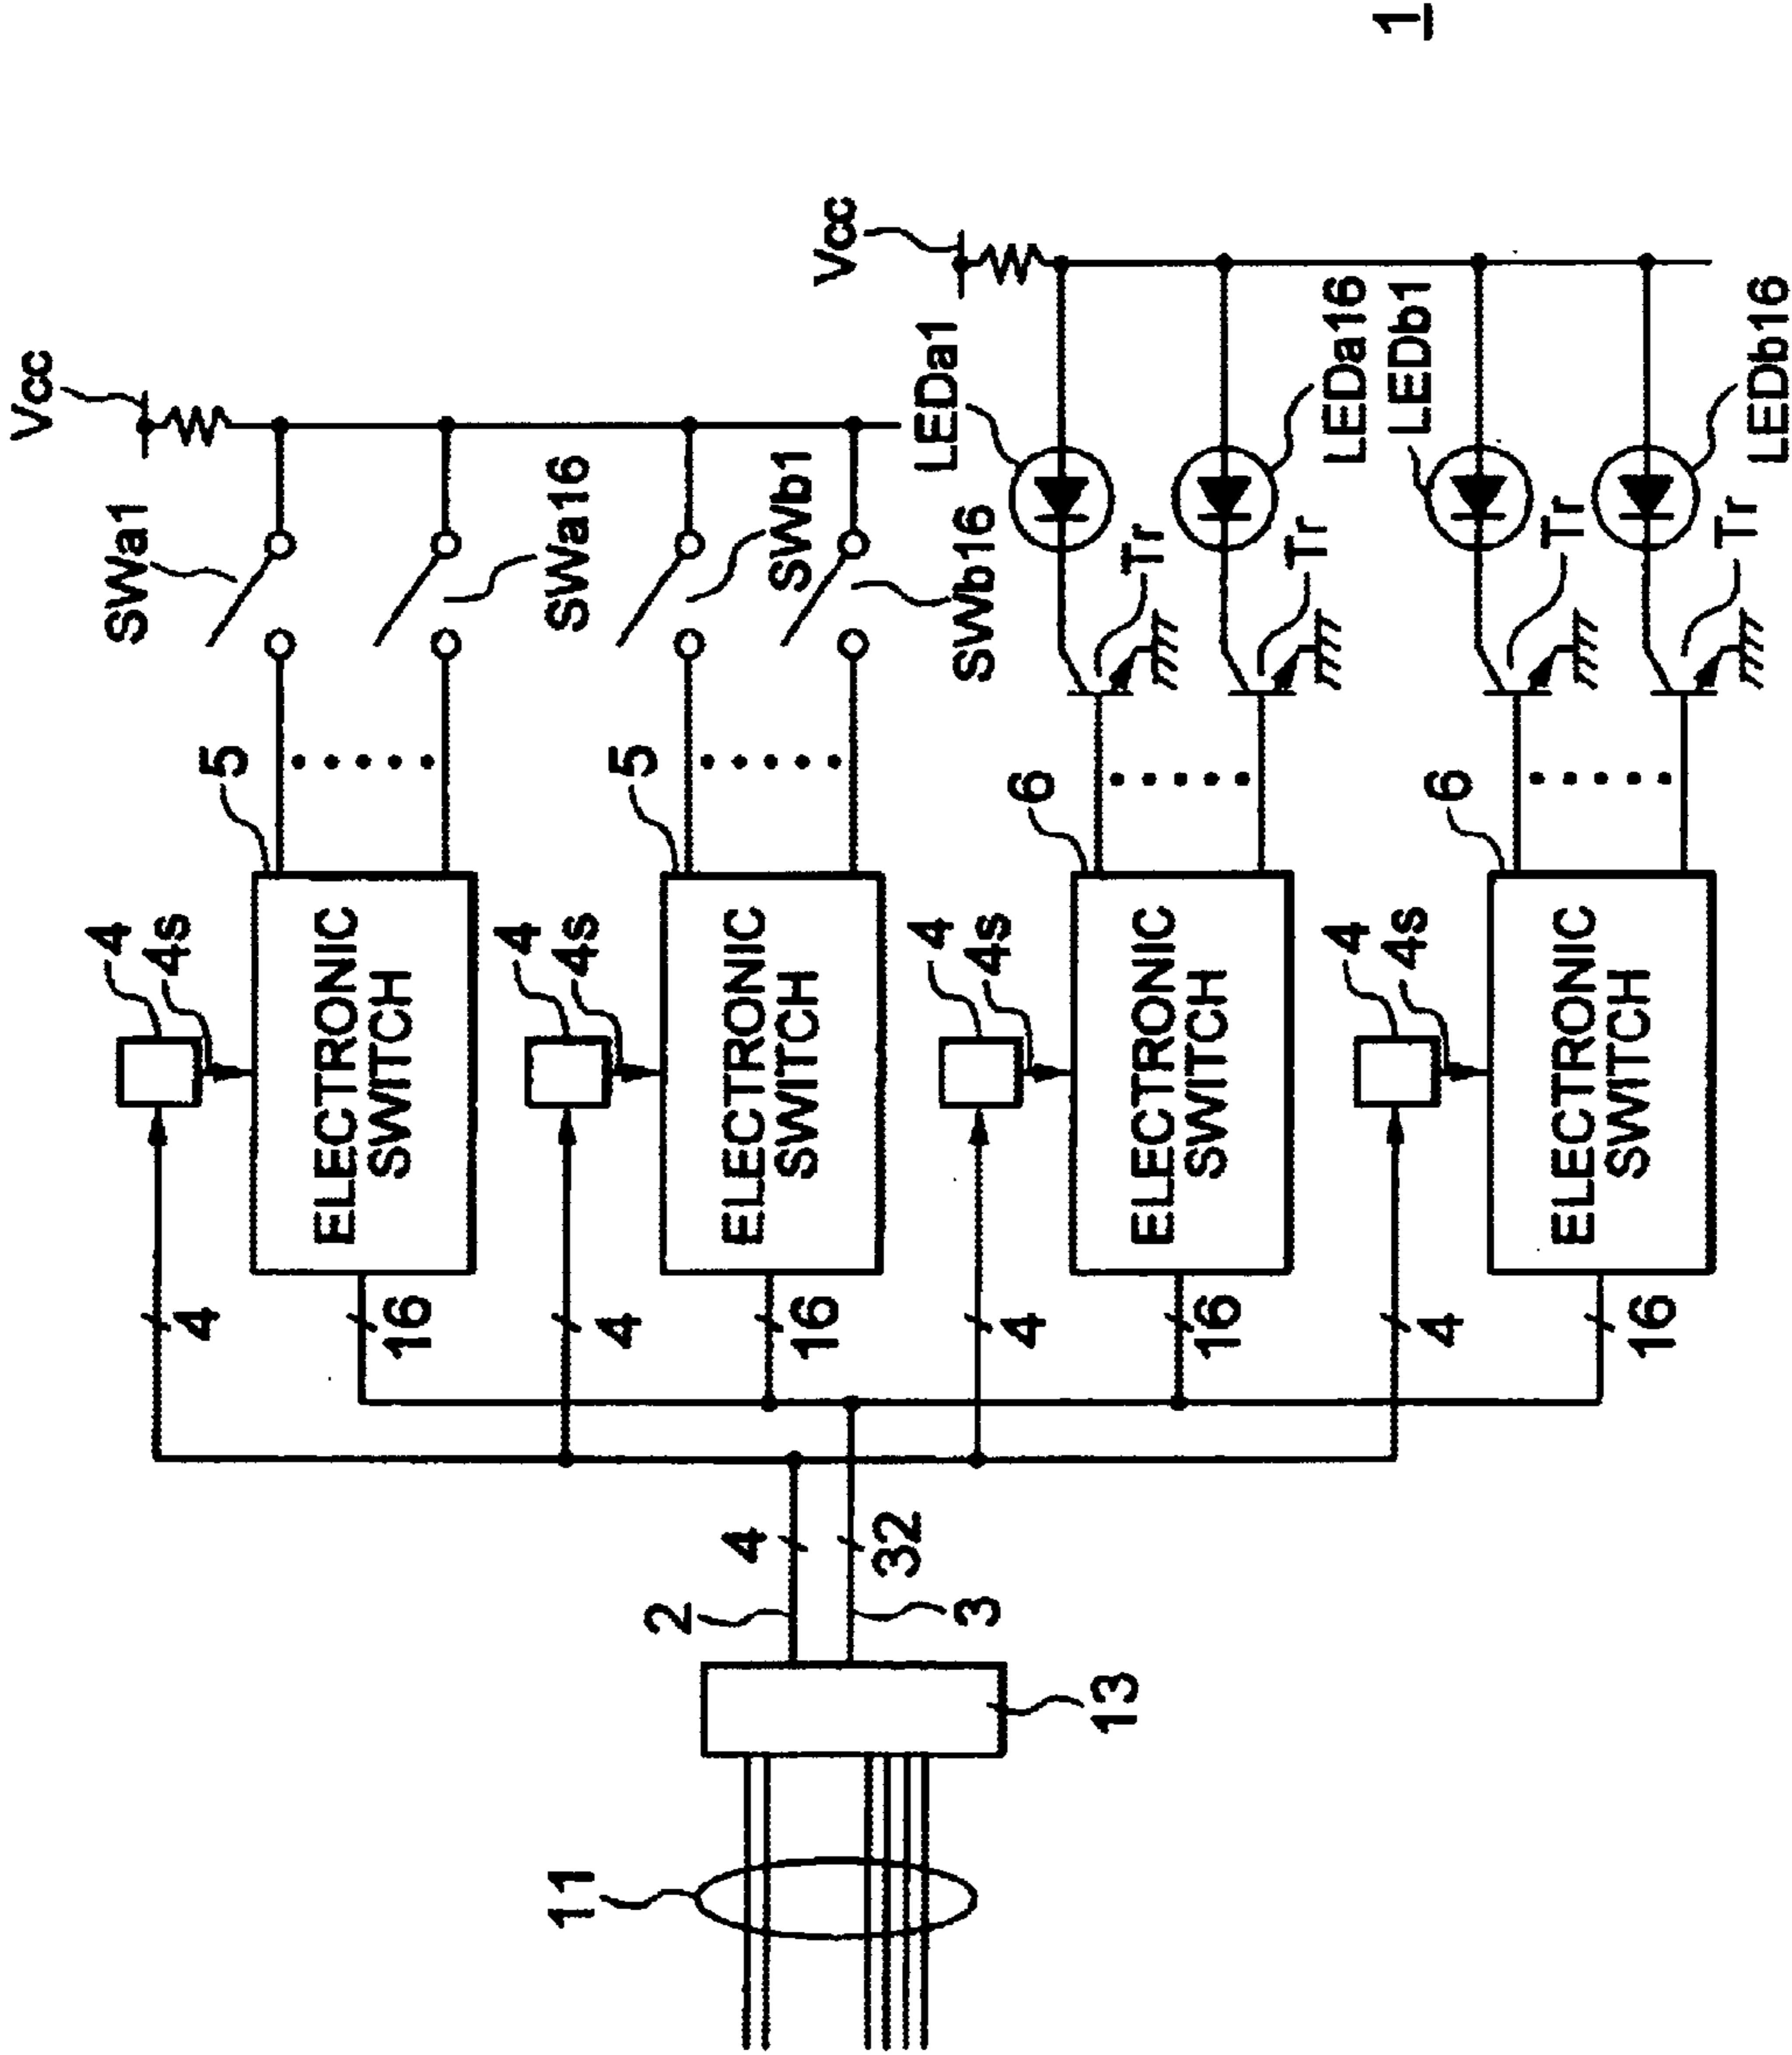 1
Vcc
SWa1
SWa16
SWb1
SWb16
5
5
4
4s
4
4s
ELECTRONIC
SWITCH
ELECTRONIC
SWITCH
4
16
4
16
Vcc
LEDa1
LEDa16
LEDb1
LEDb16
Tr
Tr
Tr
Tr
6
6
4
4s
4
4s
ELECTRONIC
SWITCH
ELECTRONIC
SWITCH
4
16
4
16
4
32
2
3
13
11